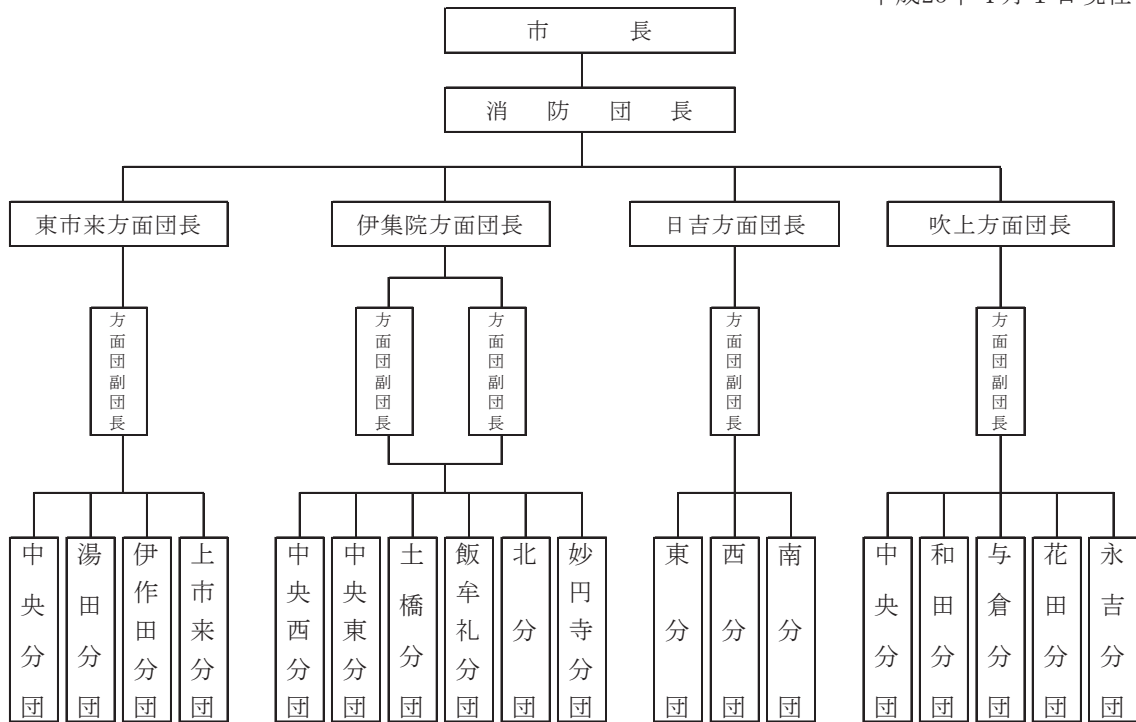 市長
消防団長
東市来方面団長
伊集院方面団長
日吉方面団長
吹上方面団長
方面団副団長
方面団副団長
方面団副団長
方面団副団長
方面団副団長
中央分団
湯田分団
伊作田分団
上市来分団
中央西分団
中央東分団
土橋分団
飯牟礼分団
北分団
妙円寺分団
東分団
西分団
南分団
中央分団
和田分団
与倉分団
花田分団
永吉分団